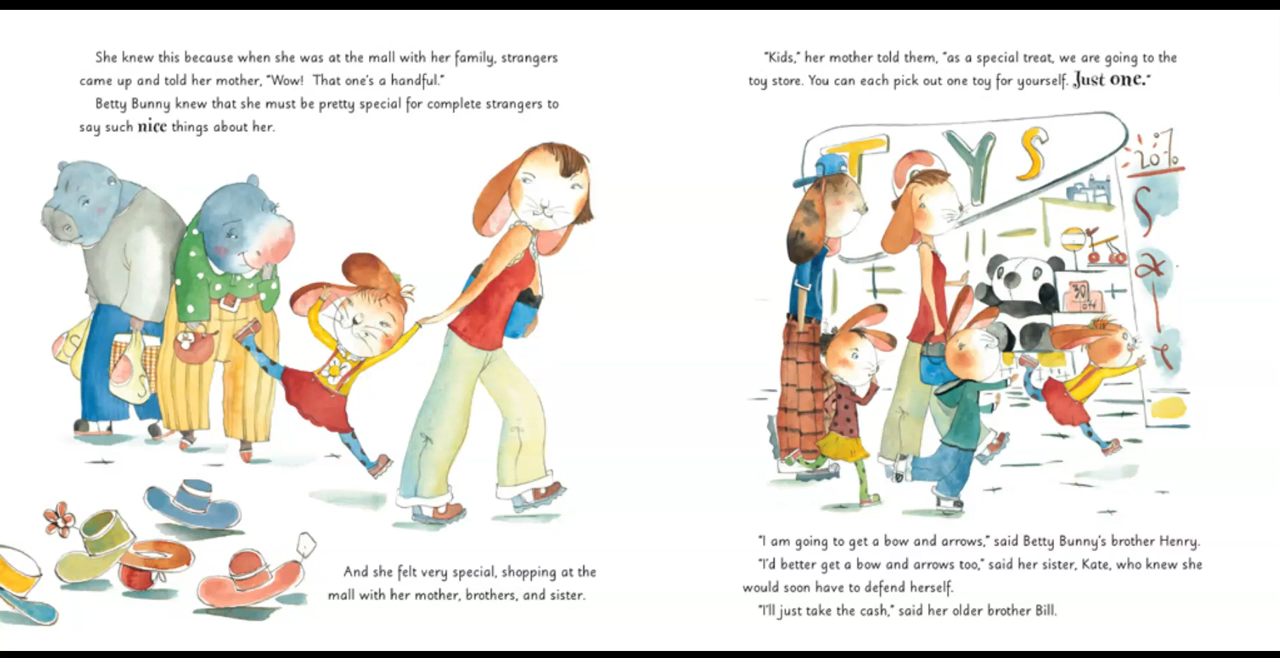 She knew this because when she was at the mall with her family, strangers
came up and told her mother, "Wow! That one's a handful."
Betty Bunny knew that she must be pretty special for complete strangers to
say such nice things about her.
And she felt very special, shopping at the
mall with her mother, brothers, and sister.
"Kids," her mother told them, "as a special treat, we are going to the
toy store. You can each pick out one toy for yourself. Just one."
TOYS
20%
Sale
30
off
"I am going to get a bow and arrows," said Betty Bunny's brother Henry.
"I'd better get a bow and arrows too," said her sister, Kate, who knew she
would soon have to defend herself.
"I'll just take the cash," said her older brother Bill.